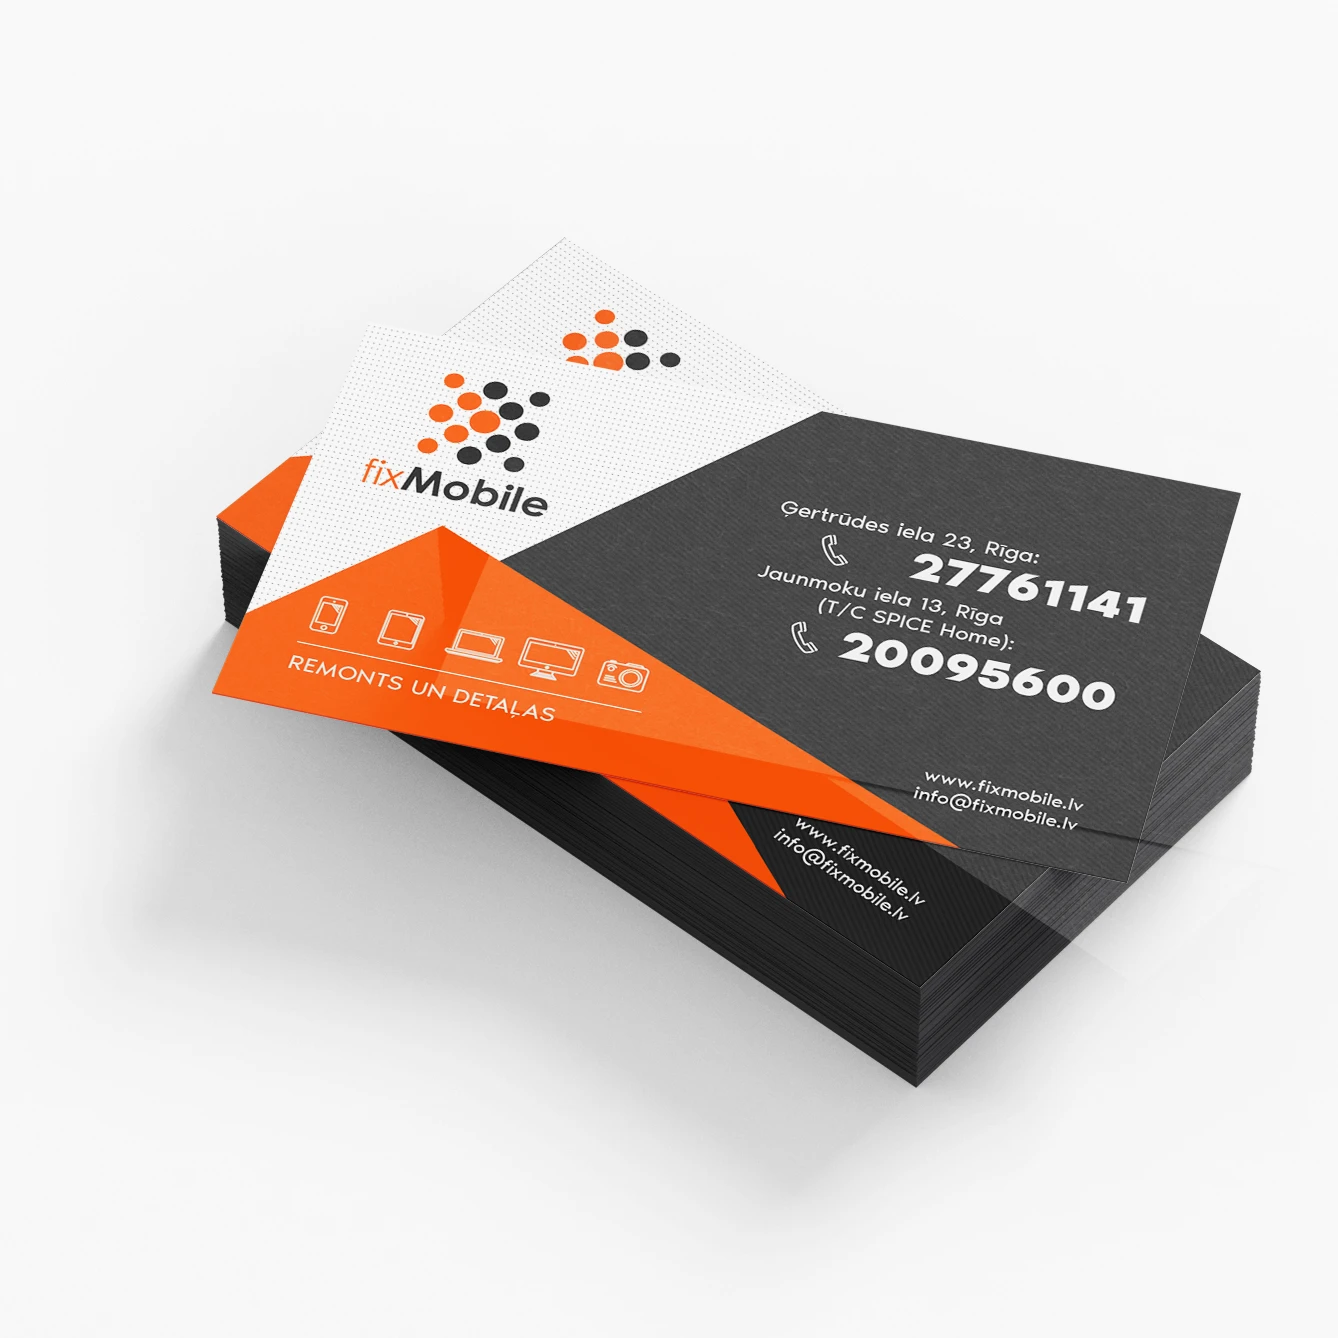 fixMobile
REMONTS UN DETAĻAS
Ģertrūdes iela 23, Rīga:
27761141
Jaunmoku iela 13, Rīga
(T/C SPICE Home):
20095600
www.fixmobile.lv
info@fixmobile.lv
www.fixmobile.lv
info@fixmobile.lv